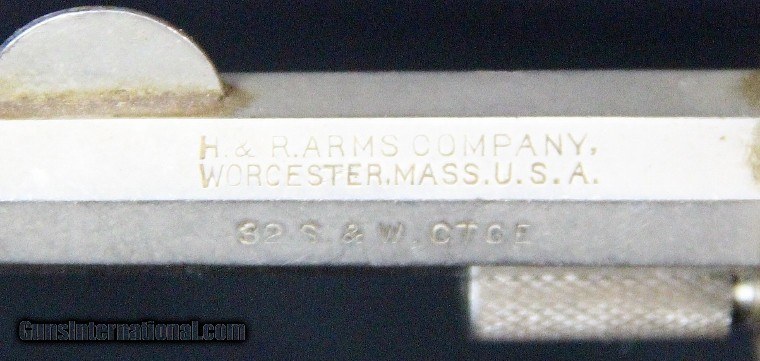 H. & R. ARMS COMPANY,
WORCESTER, MASS. U.S.A.
32 S. & W. CTGE
GunsInternational.com